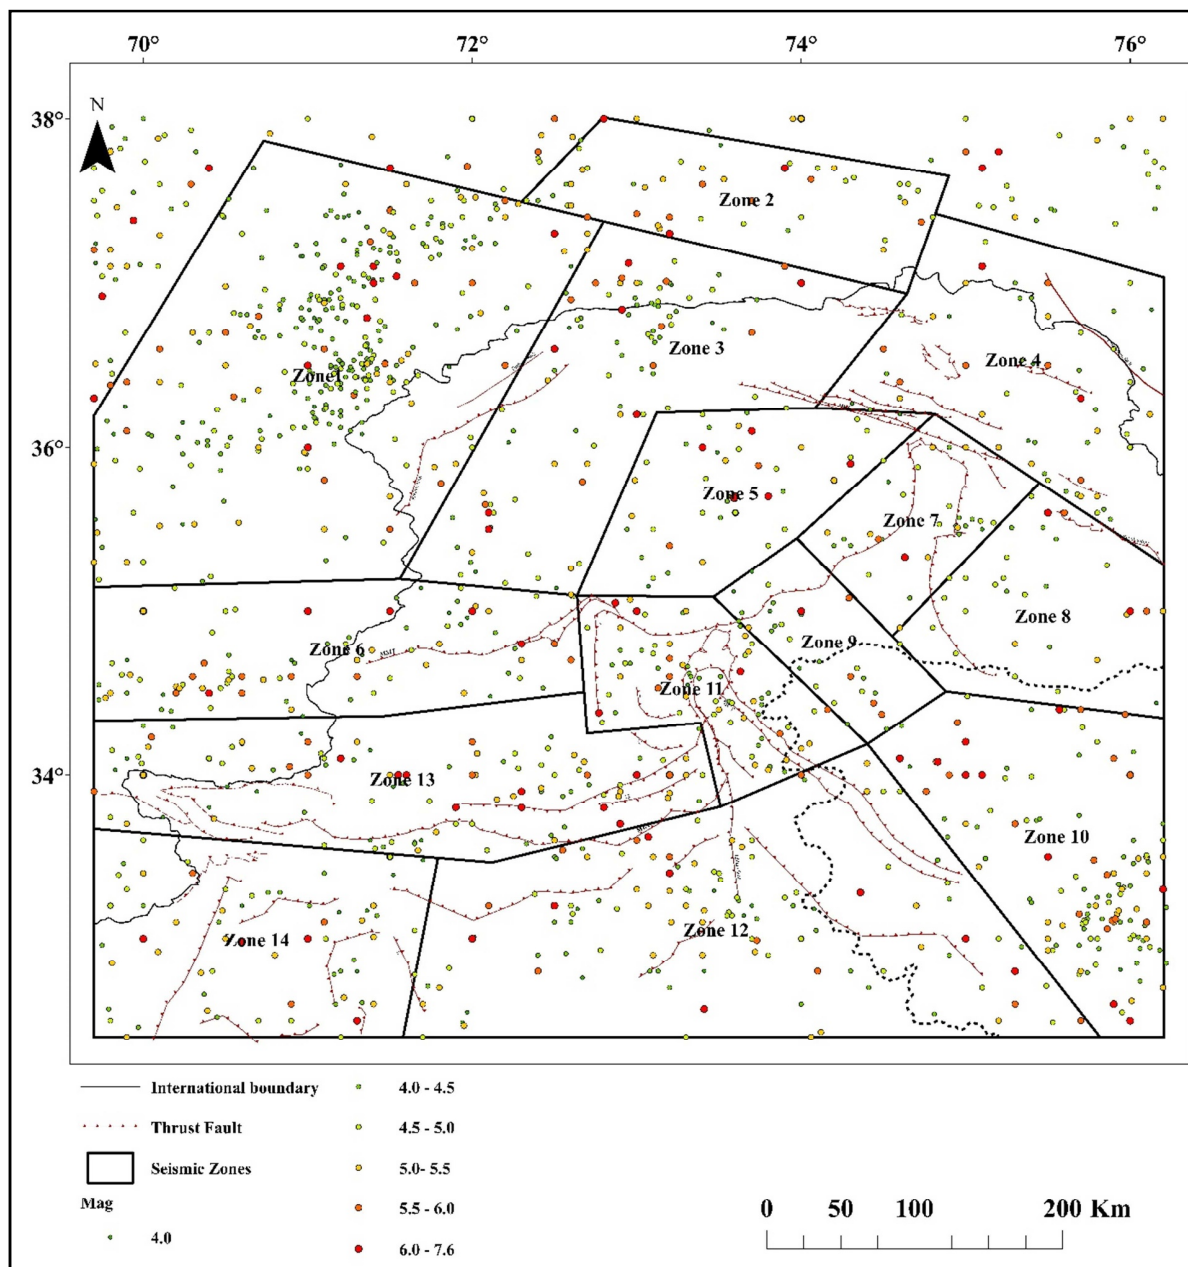 70° 72° 74° 76°
38°
N
Zone 2
Zone 3
Zone1
Zone 4
36°
Zone 5
Zone 7
Zone 8
Zone 6
MMT
Zone 9
Zone 11
34°
Zone 13
Zone 10
Zone 14
Zone 12
International boundary
Thrust Fault
Seismic Zones
Mag
4.0
4.0 - 4.5
4.5 - 5.0
5.0- 5.5
5.5 - 6.0
6.0 - 7.6
0 50 100 200 Km